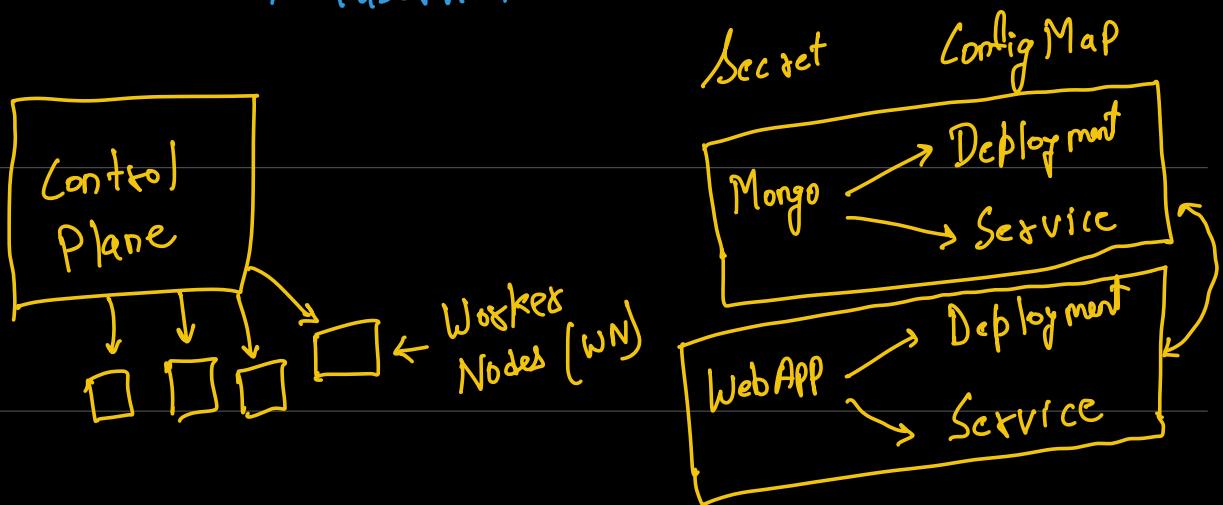 Control
Plane
Worker
Nodes (WN)
Secret
ConfigMap
Mongo
Deployment
Service
WebApp
Deployment
Service